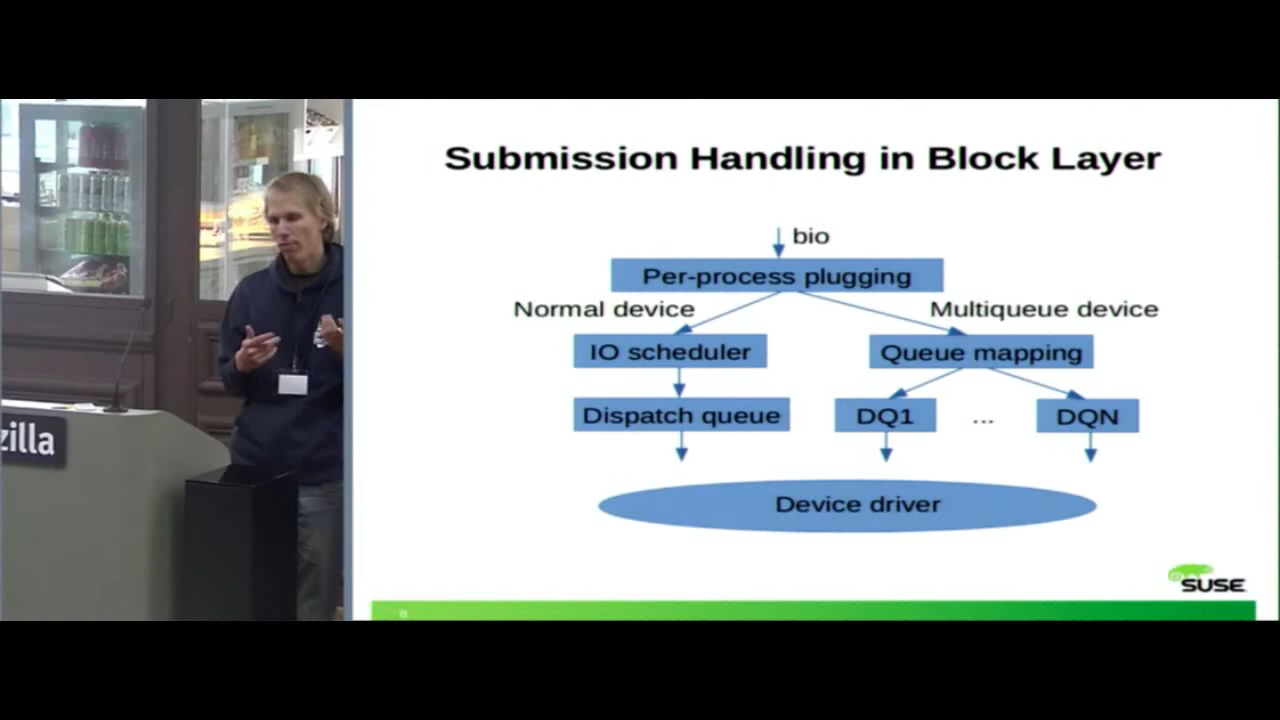 Submission Handling in Block Layer
bio
Per-process plugging
Normal device
Multiqueue device
IO scheduler
Queue mapping
Dispatch queue
DQ1
...
DQN
Device driver
zilla
SUSE